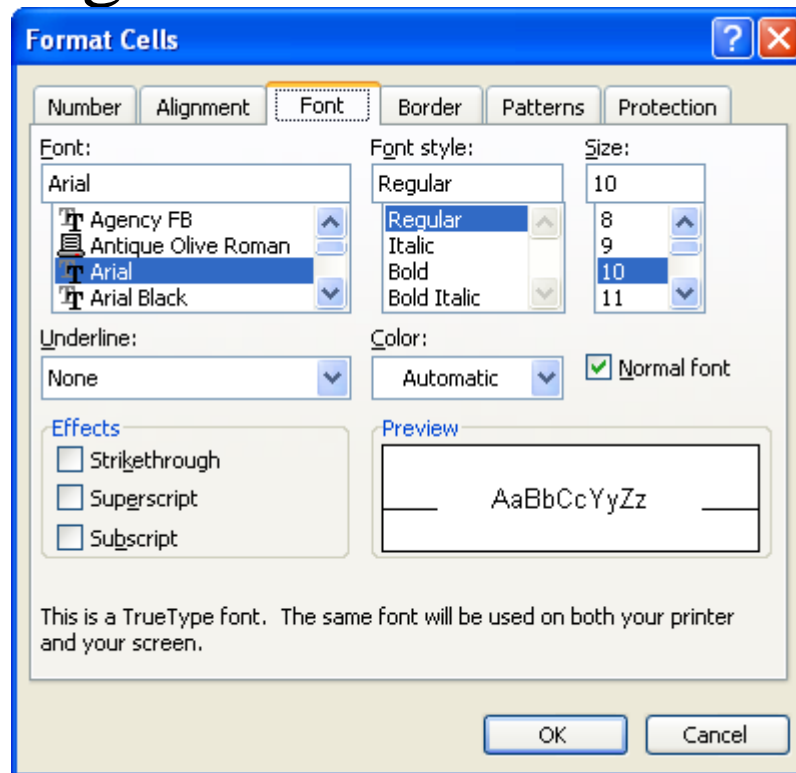 Format Cells
Number Alignment Font Border Patterns Protection
Font: Font style: Size:
Arial Regular 10
Agency FB Regular 8
Antique Olive Roman Italic 9
Arial Bold 10
Arial Black Bold Italic 11
Underline: Color:
None Automatic Normal font
Effects Preview
Strikethrough
Superscript AaBbCcYyZz
Subscript
This is a TrueType font. The same font will be used on both your printer
and your screen.
OK Cancel